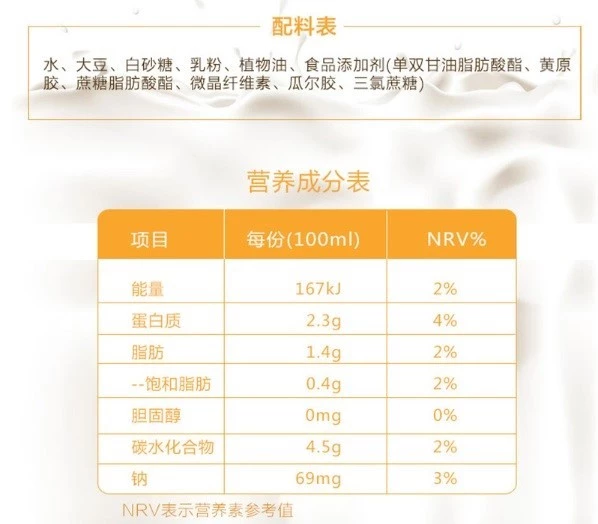 配料表
水、大豆、白砂糖、乳粉、植物油、食品添加剂(单双甘油脂肪酸酯、黄原
胶、蔗糖脂肪酸酯、微晶纤维素、瓜尔胶、三氯蔗糖)
营养成分表
项目 每份(100ml) NRV%
能量 167kJ 2%
蛋白质 2.3g 4%
脂肪 1.4g 2%
--饱和脂肪 0.4g 2%
胆固醇 0mg 0%
碳水化合物 4.5g 2%
钠 69mg 3%
NRV表示营养素参考值